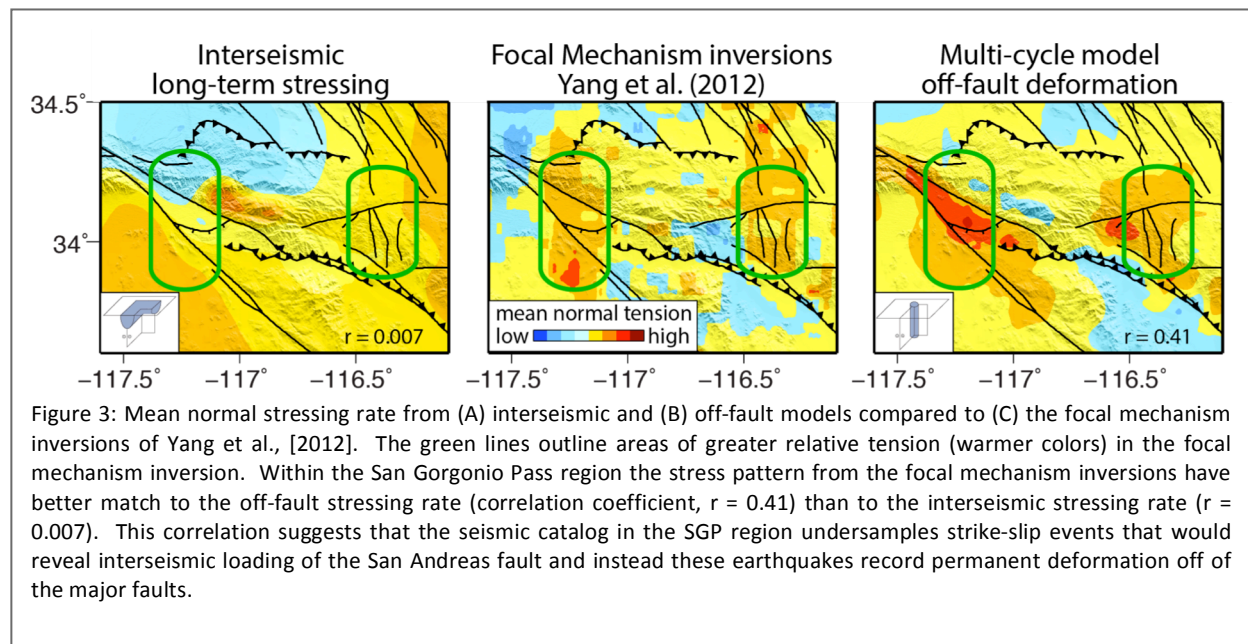 Interseismic
long-term stressing
Focal Mechanism inversions
Yang et al. (2012)
Multi-cycle model
off-fault deformation
34.5°
34°
r = 0.007
mean normal tension
low high
r = 0.41
−117.5° −117° −116.5° −117.5° −117° −116.5° −117.5° −117° −116.5°
Figure 3: Mean normal stressing rate from (A) interseismic and (B) off-fault models compared to (C) the focal mechanism
inversions of Yang et al., [2012]. The green lines outline areas of greater relative tension (warmer colors) in the focal
mechanism inversion. Within the San Gorgonio Pass region the stress pattern from the focal mechanism inversions have
better match to the off-fault stressing rate (correlation coefficient, r = 0.41) than to the interseismic stressing rate (r =
0.007). This correlation suggests that the seismic catalog in the SGP region undersamples strike-slip events that would
reveal interseismic loading of the San Andreas fault and instead these earthquakes record permanent deformation off of
the major faults.